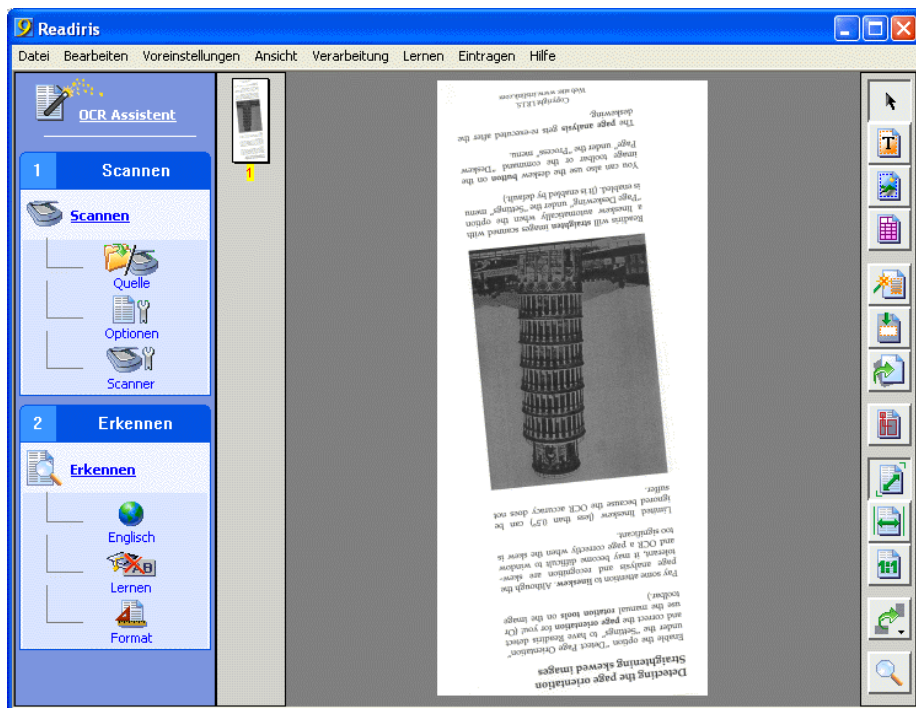 Readiris
Datei Bearbeiten Voreinstellungen Ansicht Verarbeitung Lernen Eintragen Hilfe
OCR Assistent
1 Scannen
Scannen
Quelle
Optionen
Scanner
2 Erkennen
Erkennen
Englisch
Lernen
Format
1
Detecting the page orientation
Straightening skewed images
Enable the option "Detect Page Orientation"
under the "Settings" to have Readiris detect
and correct the page orientation for you! (Or
use the manual rotation tools on the image
toolbar.)
Pay some attention to lineskew. Although the
page analysis and recognition are skew-
tolerant, it may become difficult to window
and OCR a page correctly when the skew is
too significant.
Limited lineskew (less than 0.5°) can be
ignored because the OCR accuracy does not
suffer.
Readiris will straighten images scanned with
a lineskew automatically when the option
"Page Deskewing" under the "Settings" menu
is enabled. (It is enabled by default.)
You can also use the deskew button on the
image toolbar or the command "Deskew
Page" under the "Process" menu.
The page analysis gets re-executed after the
deskewing.
Copyright I.R.I.S.
Web site www.irislink.com
T
AB
1:1